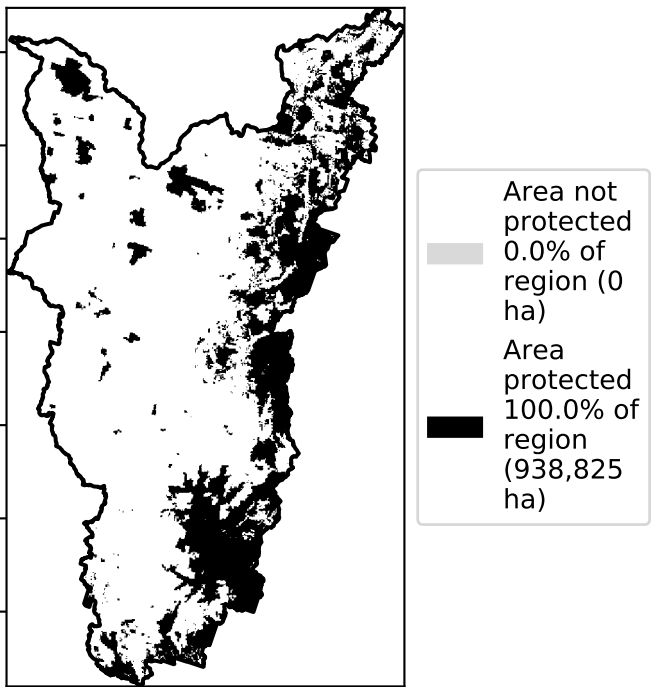 Area not
protected
0.0% of
region (0
ha)
Area
protected
100.0% of
region
(938,825
ha)